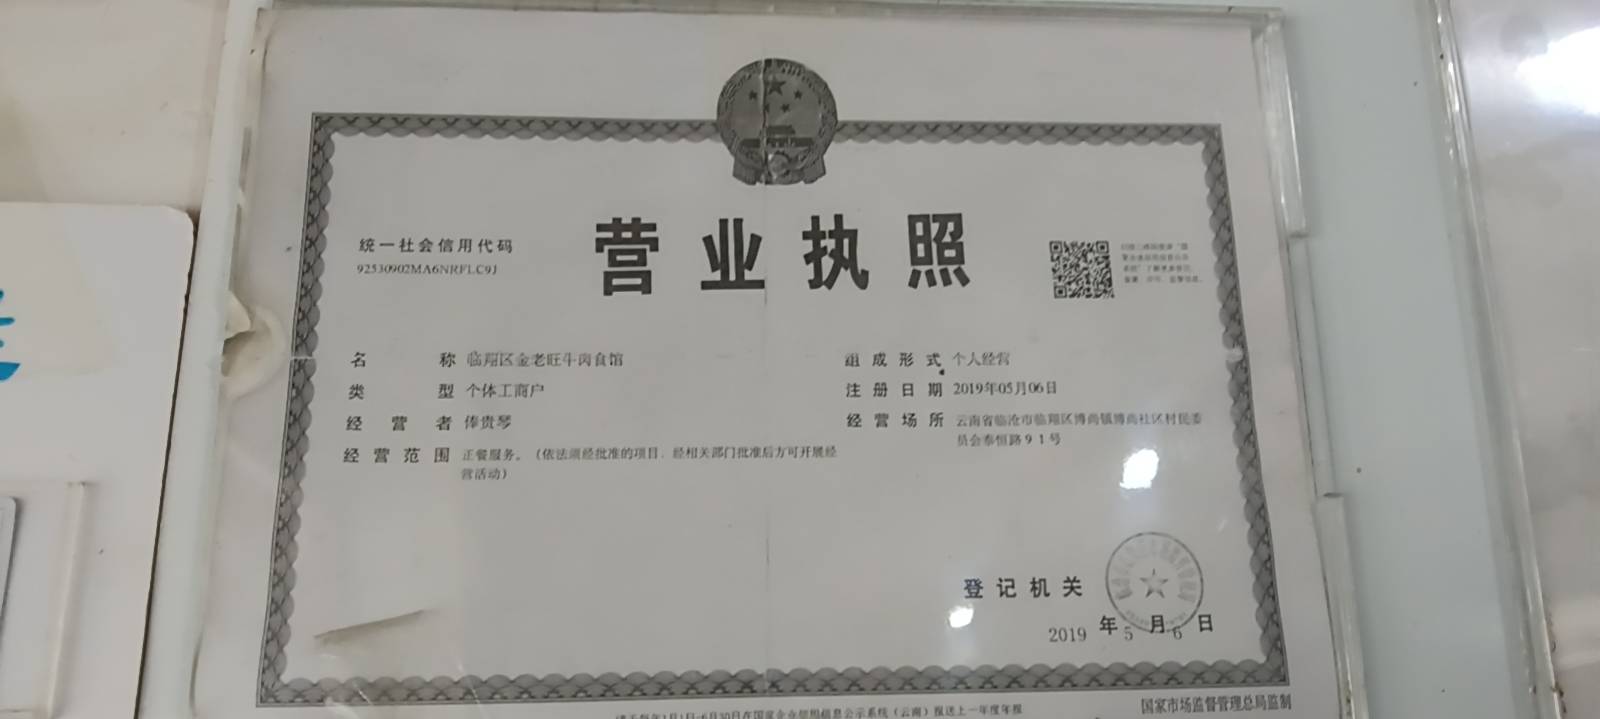 营业执照
统一社会信用代码
92530902MA6NRFLC9J
名称 临翔区金老旺牛肉食馆
类型 个体工商户
经营者 俸贵琴
经营范围 正餐服务。（依法须经批准的项目，经相关部门批准后方可开展经
营活动）
组成形式 个人经营
注册日期 2019年05月06日
经营场所 云南省临沧市临翔区博尚镇博尚社区村民委
员会泰恒路91号
登记机关
2019 年 5 月 6 日
国家市场监督管理总局监制